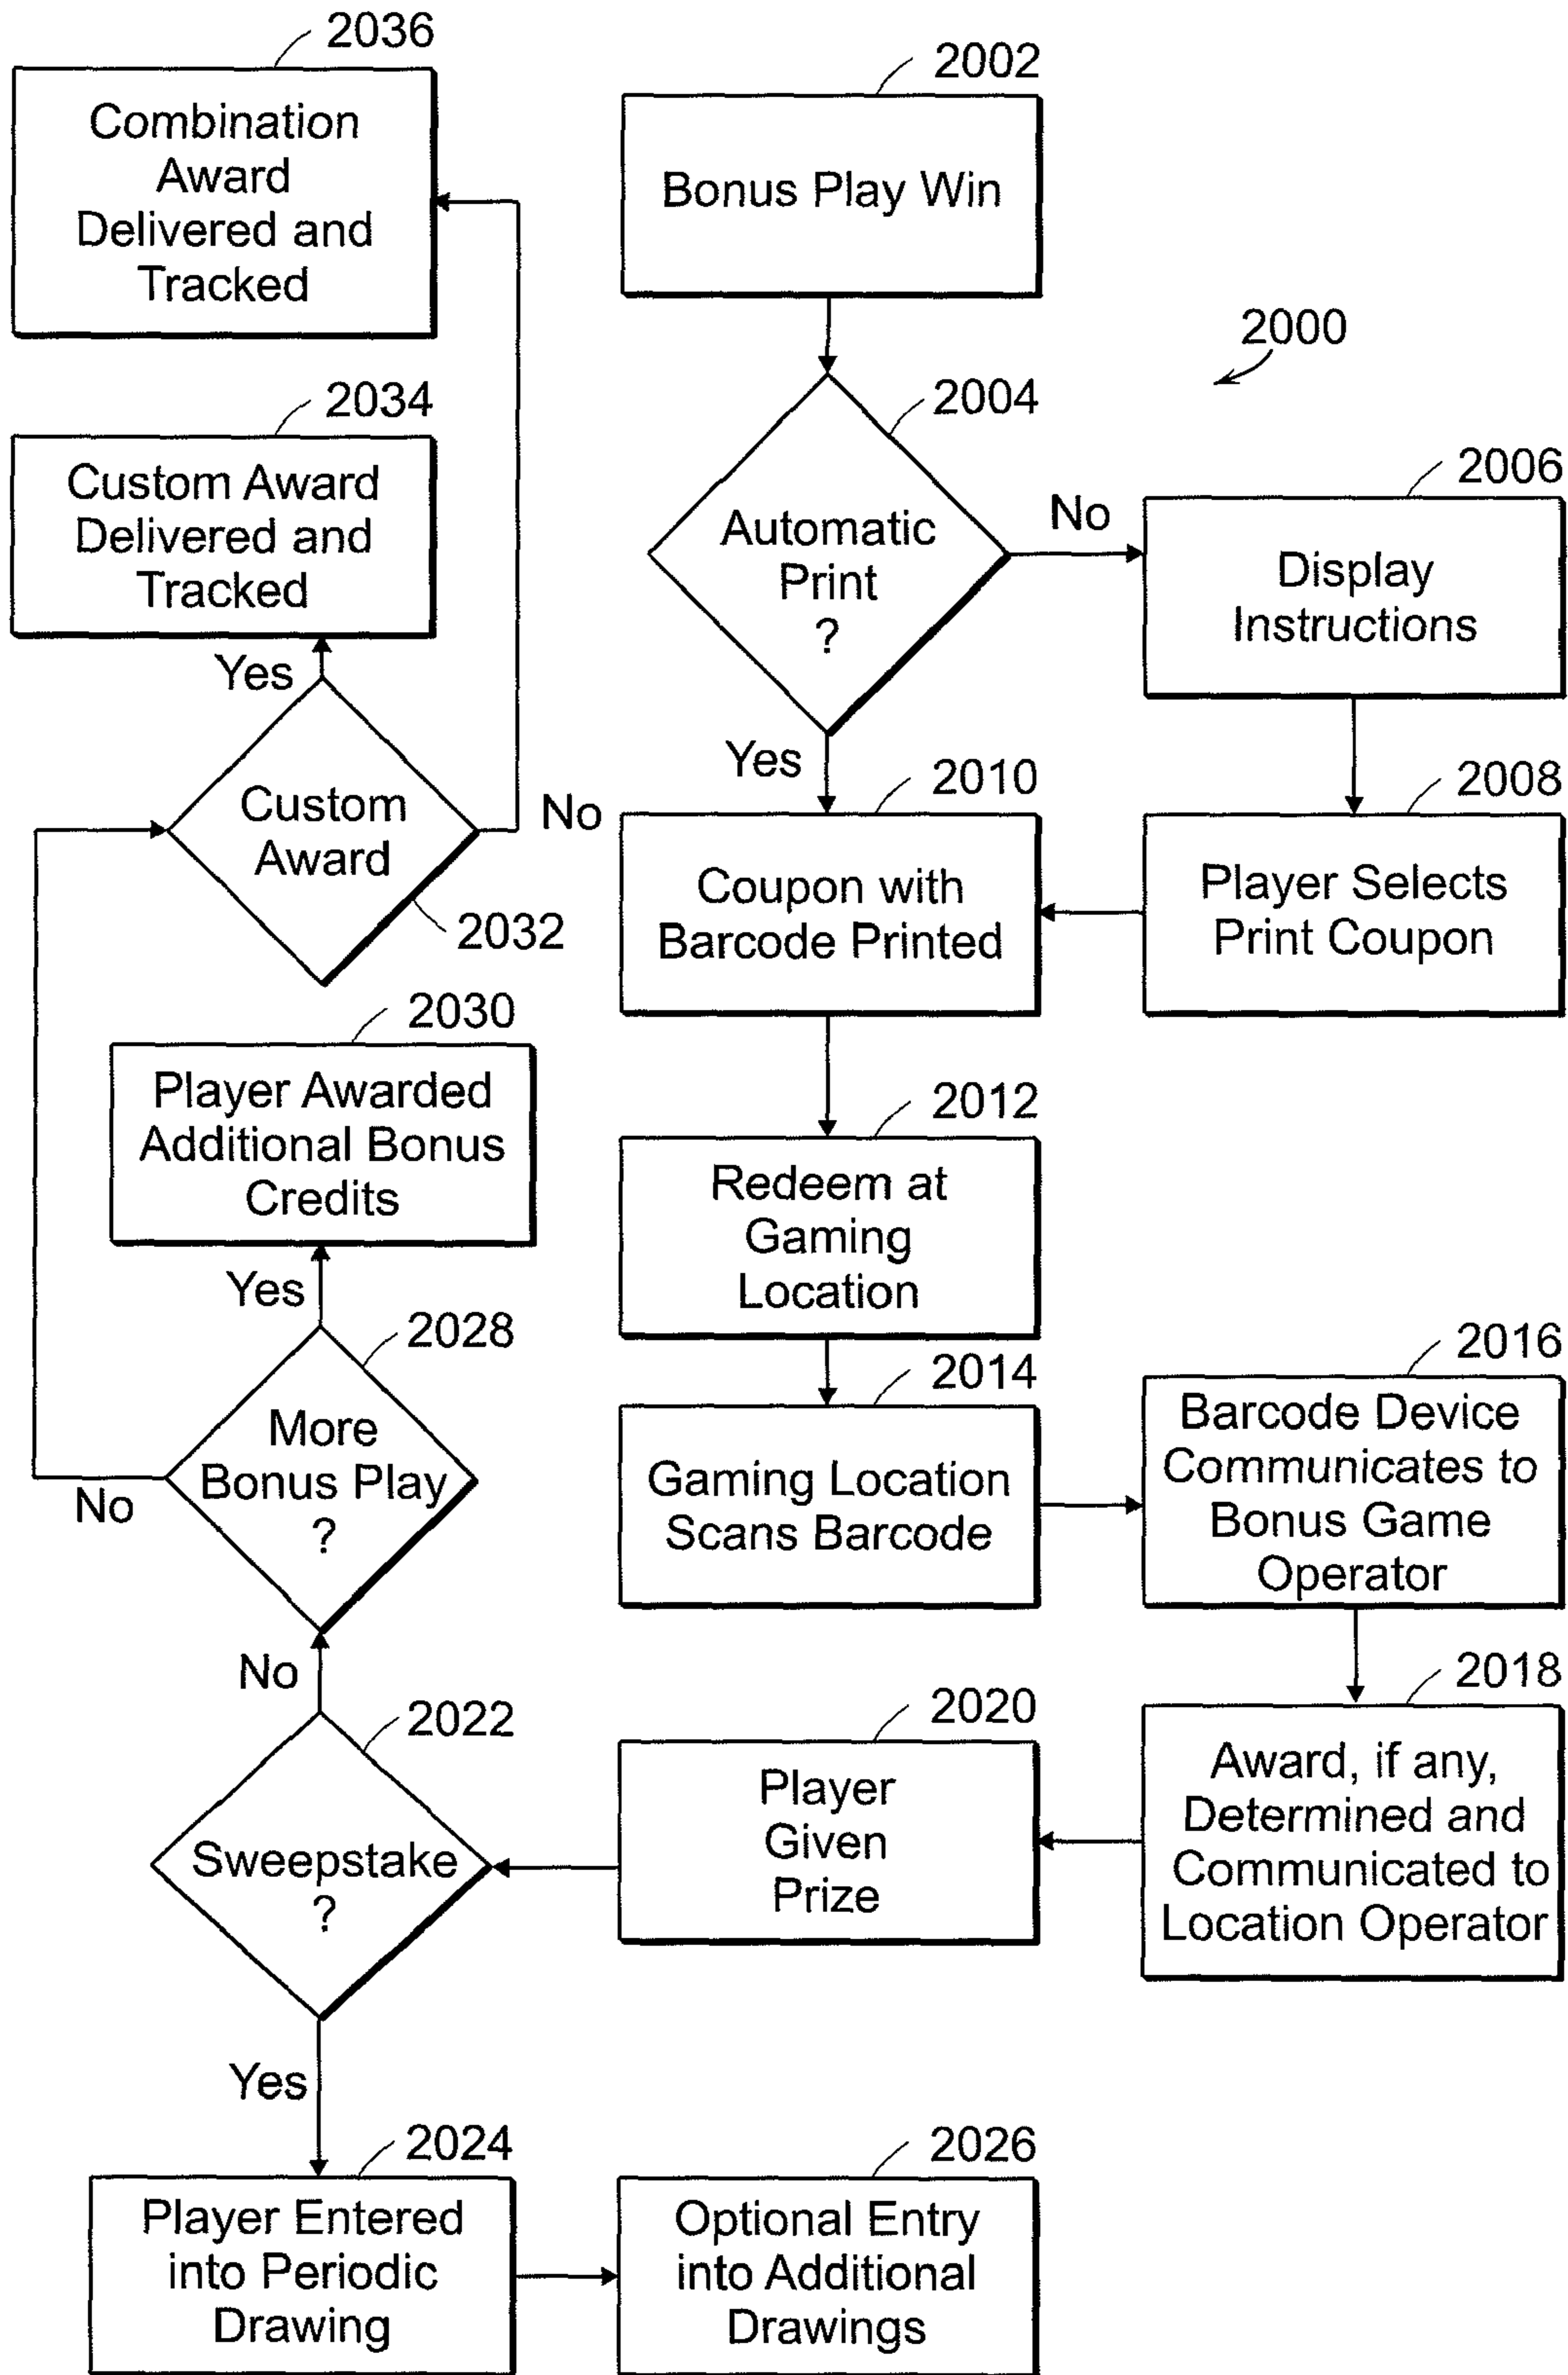 2036
Combination
Award
Delivered and
Tracked
2002
Bonus Play Win
2000
2034
Custom Award
Delivered and
Tracked
2004
Automatic
Print
?
No
Yes
2006
Display
Instructions
2008
Player Selects
Print Coupon
2010
Coupon with
Barcode Printed
2012
Redeem at
Gaming
Location
2014
Gaming Location
Scans Barcode
2016
Barcode Device
Communicates to
Bonus Game
Operator
2018
Award, if any,
Determined and
Communicated to
Location Operator
2020
Player
Given
Prize
2022
Sweepstake
?
Yes
No
2024
Player Entered
into Periodic
Drawing
2026
Optional Entry
into Additional
Drawings
2028
More
Bonus Play
?
Yes
No
2030
Player Awarded
Additional Bonus
Credits
2032
Custom
Award
Yes
No